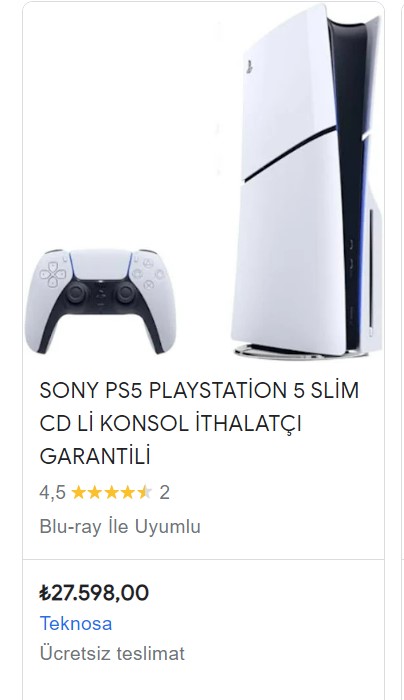 SONY PS5 PLAYSTATİON 5 SLİM
CD Lİ KONSOL İTHALATÇI
GARANTİLİ
4,5 2
Blu-ray İle Uyumlu
₺27.598,00
Teknosa
Ücretsiz teslimat